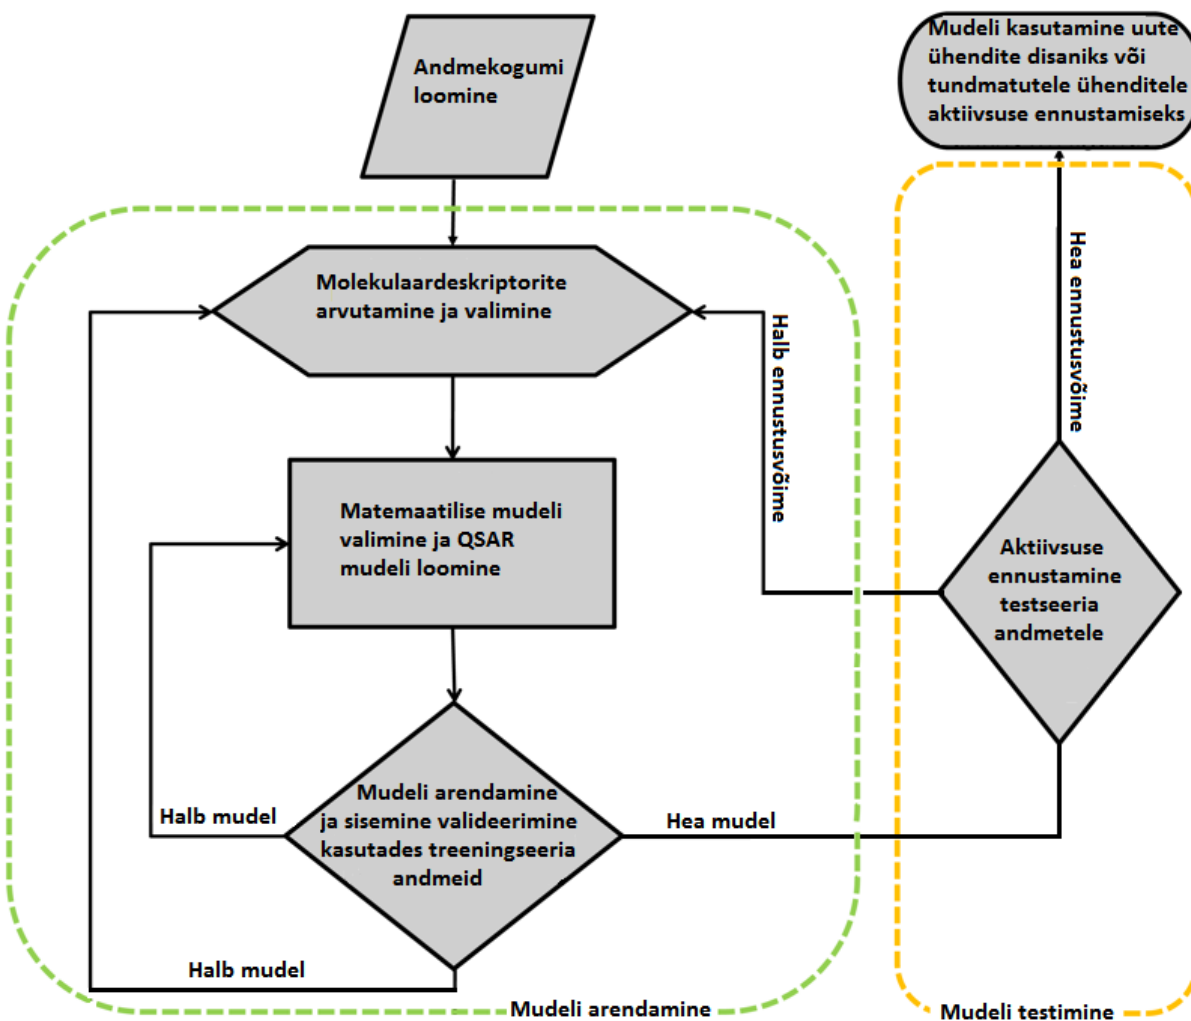 Andmekogumi
loomine
Mudeli kasutamine uute
ühendite disaniks või
tundmatutele ühenditele
aktiivsuse ennustamiseks
Molekulaardeskriptorite
arvutamine ja valimine
Halb ennustusvõime
Hea ennustusvõime
Matemaatilise mudeli
valimine ja QSAR
mudeli loomine
Aktiivsuse
ennustamine
testseeria
andmetele
Mudeli arendamine
ja sisemine valideerimine
kasutades treeningseeria
andmeid
Halb mudel
Hea mudel
Halb mudel
Mudeli arendamine
Mudeli testimine